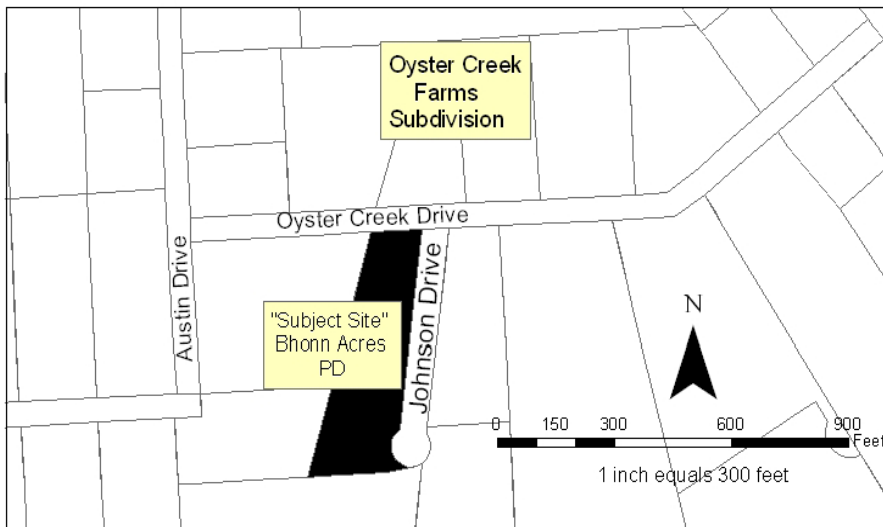 Oyster Creek
Farms
Subdivision
Oyster Creek Drive
Austin Drive
Johnson Drive
"Subject Site"
Bhonn Acres
PD
N
0 150 300 600 900
Feet
1 inch equals 300 feet